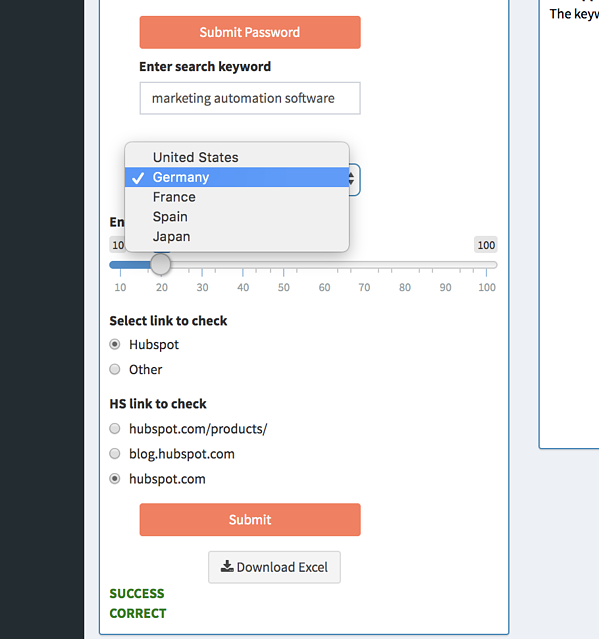 Submit Password
The keyw
Enter search keyword
marketing automation software
United States
Germany
France
Spain
Japan
En
10 100
10 20 30 40 50 60 70 80 90 100
Select link to check
Hubspot
Other
HS link to check
hubspot.com/products/
blog.hubspot.com
hubspot.com
Submit
Download Excel
SUCCESS
CORRECT